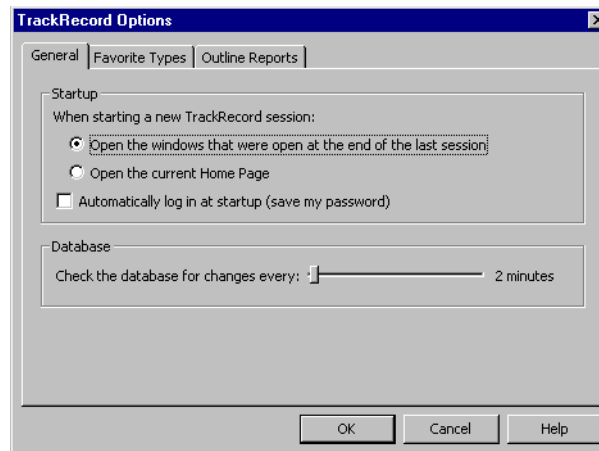 TrackRecord Options
General
Favorite Types
Outline Reports
Startup
When starting a new TrackRecord session:
Open the windows that were open at the end of the last session
Open the current Home Page
Automatically log in at startup (save my password)
Database
Check the database for changes every:
2 minutes
OK
Cancel
Help